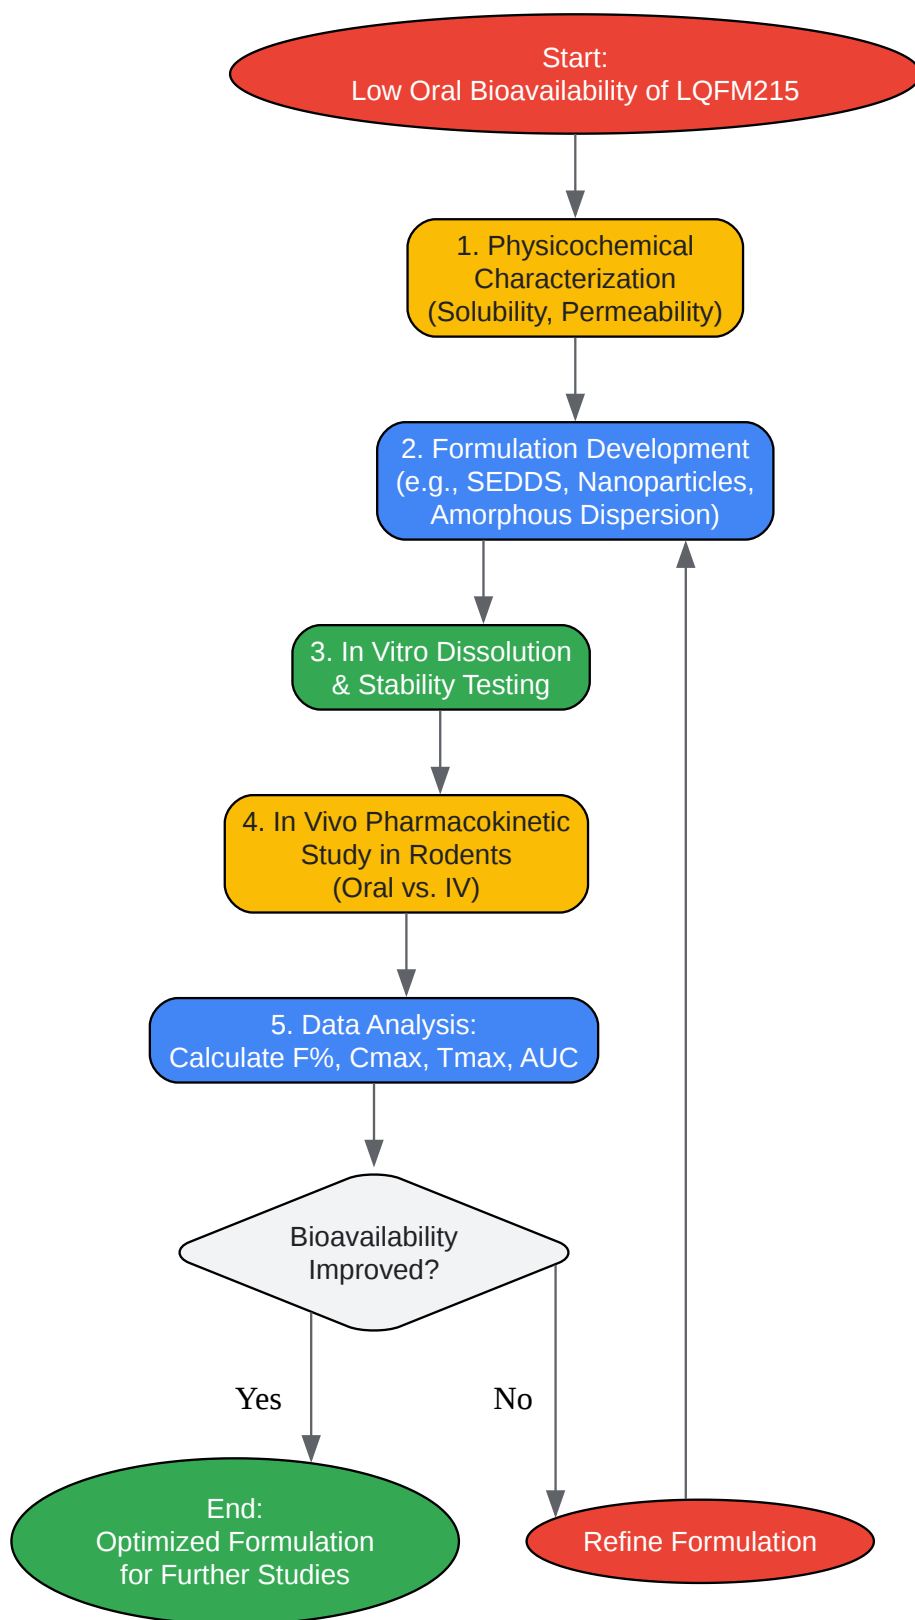 Start:
Low Oral Bioavailability of LQFM215
1. Physicochemical
Characterization
(Solubility, Permeability)
2. Formulation Development
(e.g., SEDDS, Nanoparticles,
Amorphous Dispersion)
3. In Vitro Dissolution
& Stability Testing
4. In Vivo Pharmacokinetic
Study in Rodents
(Oral vs. IV)
5. Data Analysis:
Calculate F%, Cmax, Tmax, AUC
Bioavailability
Improved?
Yes
No
End:
Optimized Formulation
for Further Studies
Refine Formulation